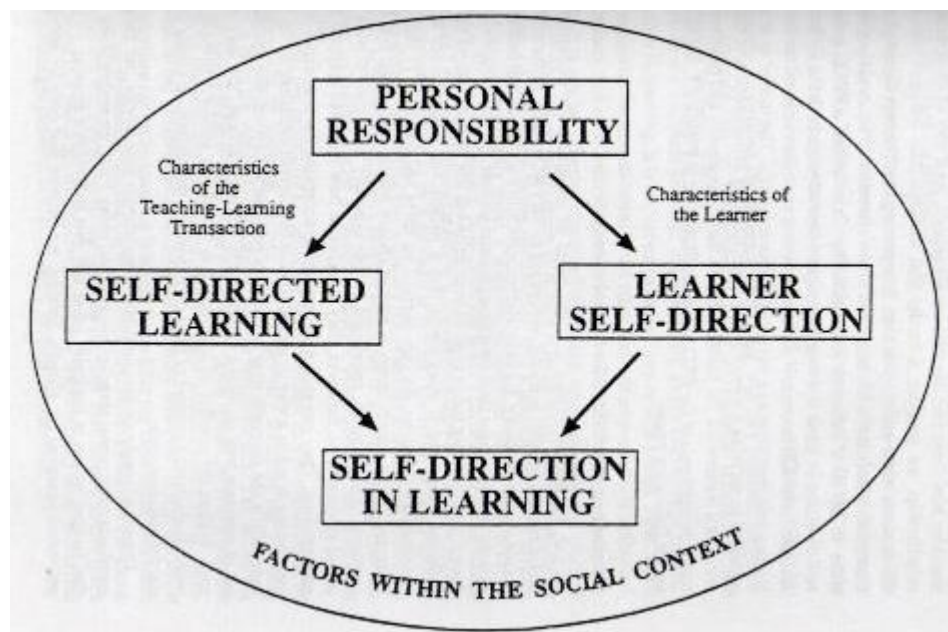 PERSONAL
RESPONSIBILITY
Characteristics
of the
Teaching-Learning
Transaction
Characteristics of
the Learner
SELF-DIRECTED
LEARNING
LEARNER
SELF-DIRECTION
SELF-DIRECTION
IN LEARNING
FACTORS WITHIN THE SOCIAL CONTEXT